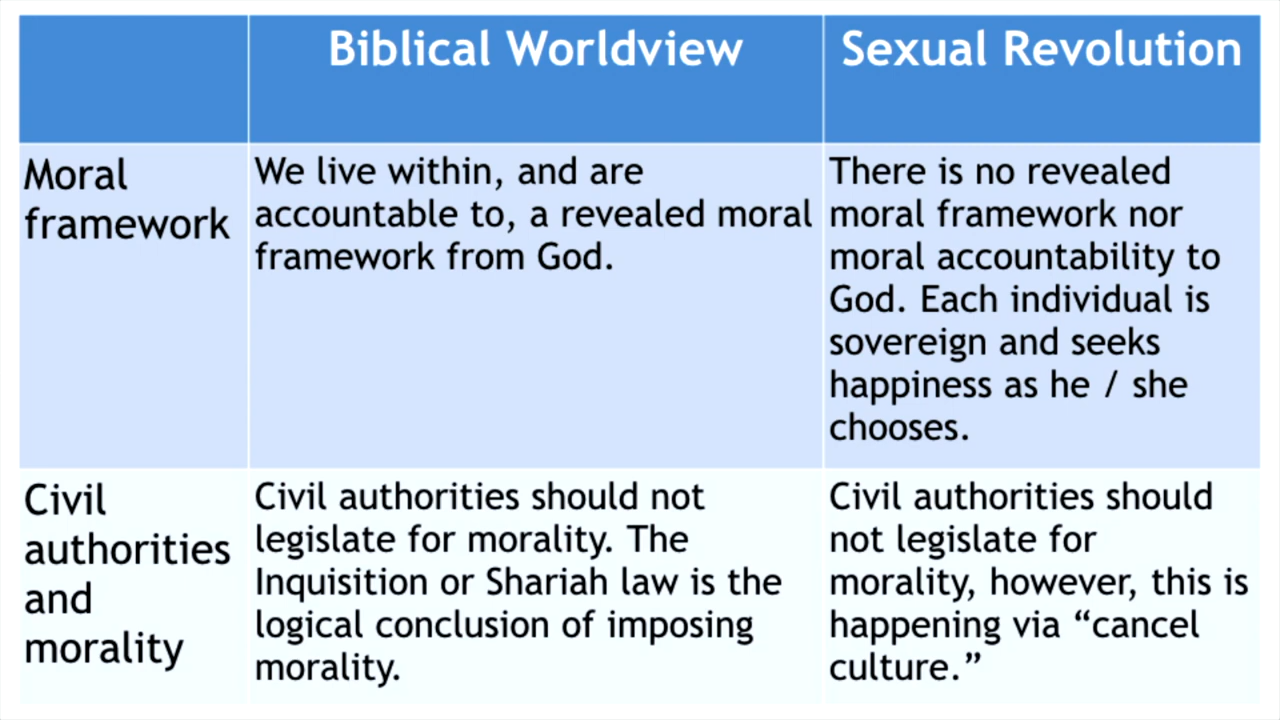 Biblical Worldview
Sexual Revolution
Moral
framework
We live within, and are
accountable to, a revealed moral
framework from God.
There is no revealed
moral framework nor
moral accountability to
God. Each individual is
sovereign and seeks
happiness as he / she
chooses.
Civil
authorities
and
morality
Civil authorities should not
legislate for morality. The
Inquisition or Shariah law is the
logical conclusion of imposing
morality.
Civil authorities should
not legislate for
morality, however, this is
happening via “cancel
culture.”